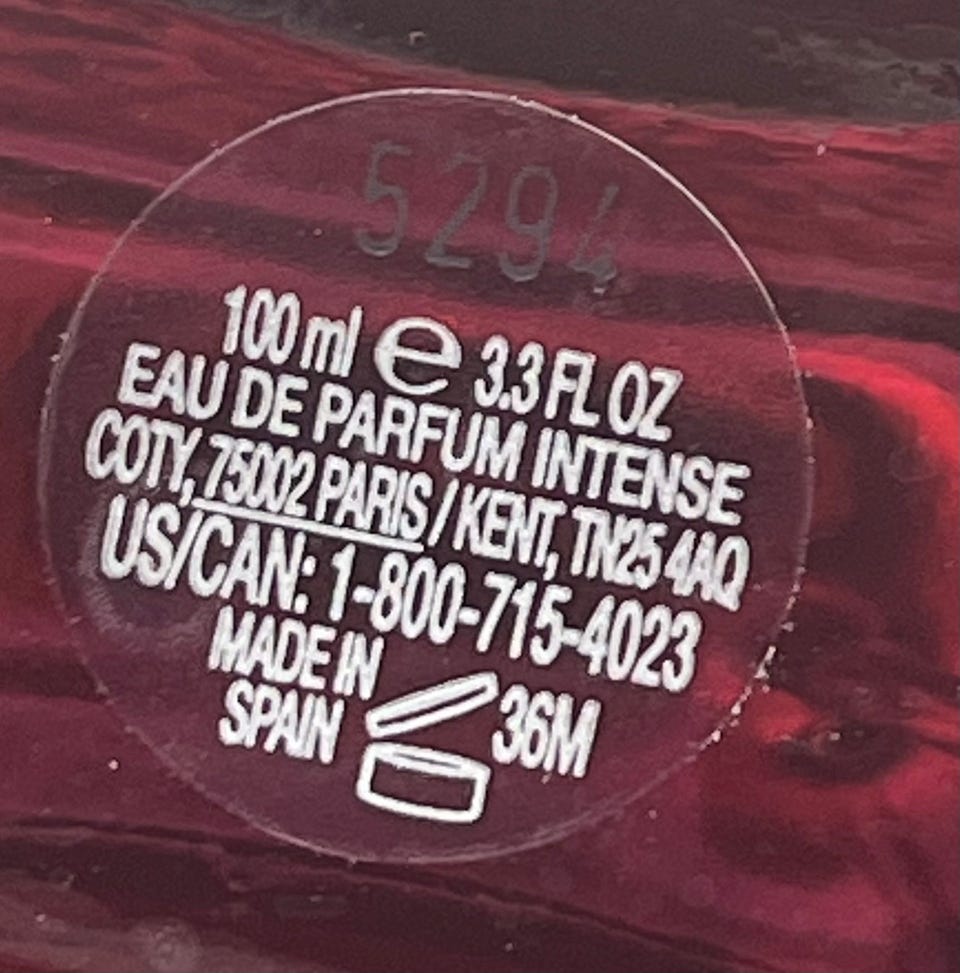 5294
100 ml ℮ 3.3 FL OZ
EAU DE PARFUM INTENSE
COTY, 75002 PARIS / KENT, TN25 4AQ
US/CAN: 1-800-715-4023
MADE IN
SPAIN 36M